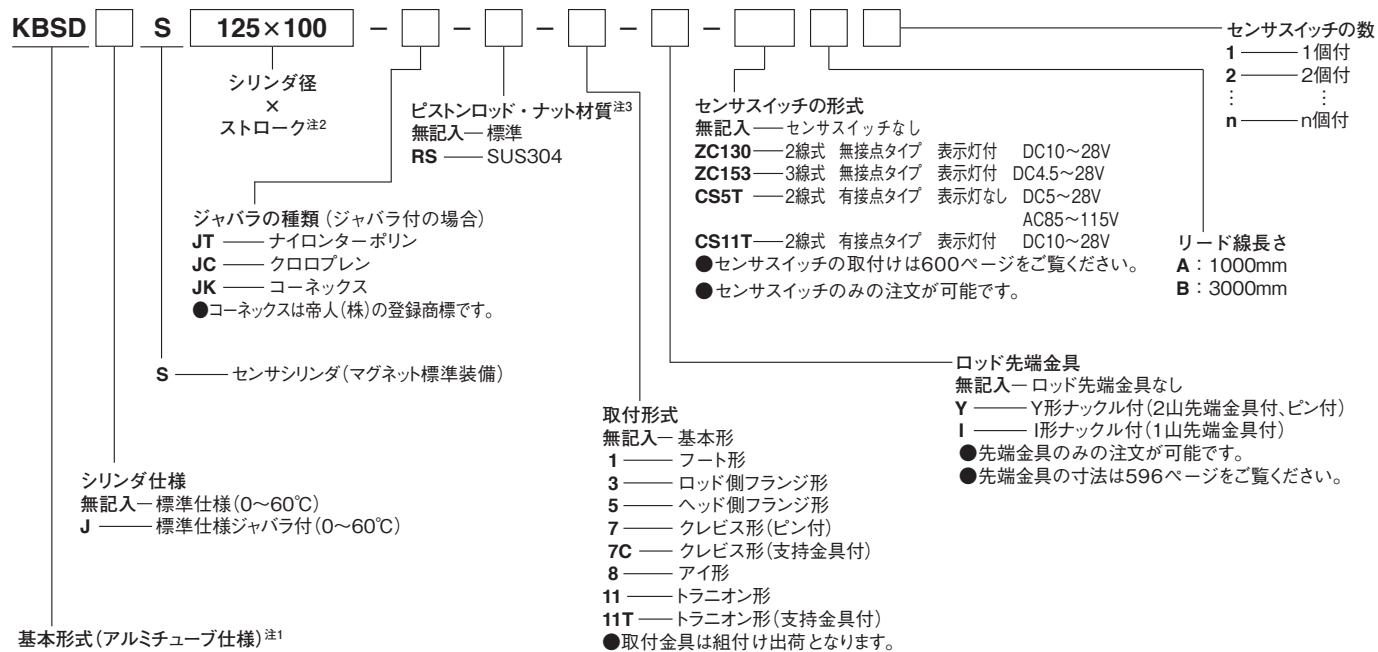 KBSD S 125×100 － － － － －
センサスイッチの数
1 1個付
2 2個付
⋮ ⋮
n n個付
シリンダ径
×
ストローク注2
ピストンロッド・ナット材質注3
無記入 標準
RS SUS304
センサスイッチの形式
無記入 センサスイッチなし
ZC130 2線式 無接点タイプ 表示灯付 DC10～28V
ZC153 3線式 無接点タイプ 表示灯付 DC4.5～28V
CS5T 2線式 有接点タイプ 表示灯なし DC5～28V
AC85～115V
CS11T 2線式 有接点タイプ 表示灯付 DC10～28V
●センサスイッチの取付けは600ページをご覧ください。
●センサスイッチのみの注文が可能です。
リード線長さ
A：1000mm
B：3000mm
ジャバラの種類（ジャバラ付の場合）
JT ナイロンターポリン
JC クロロプレン
JK コーネックス
●コーネックスは帝人（株）の登録商標です。
S センサシリンダ（マグネット標準装備）
ロッド先端金具
無記入 ロッド先端金具なし
Y Y形ナックル付（2山先端金具付、ピン付）
I I形ナックル付（1山先端金具付）
●先端金具のみの注文が可能です。
●先端金具の寸法は596ページをご覧ください。
取付形式
無記入 基本形
1 フート形
3 ロッド側フランジ形
5 ヘッド側フランジ形
7 クレビス形（ピン付）
7C クレビス形（支持金具付）
8 アイ形
11 トラニオン形
11T トラニオン形（支持金具付）
●取付金具は組付け出荷となります。
シリンダ仕様
無記入 標準仕様（0～60℃）
J 標準仕様ジャバラ付（0～60℃）
基本形式（アルミチューブ仕様）注1